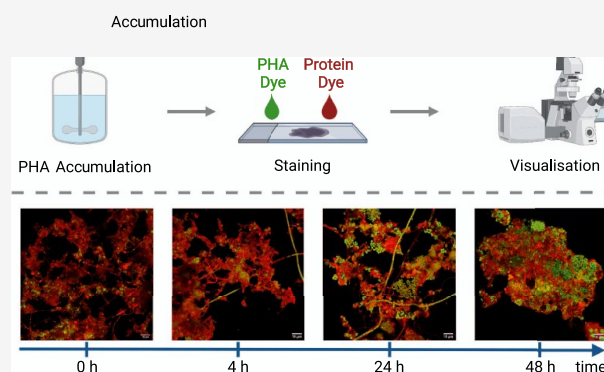 Accumulation
PHA Dye
Protein Dye
PHA Accumulation
Staining
Visualisation
0 h
4 h
24 h
48 h
time